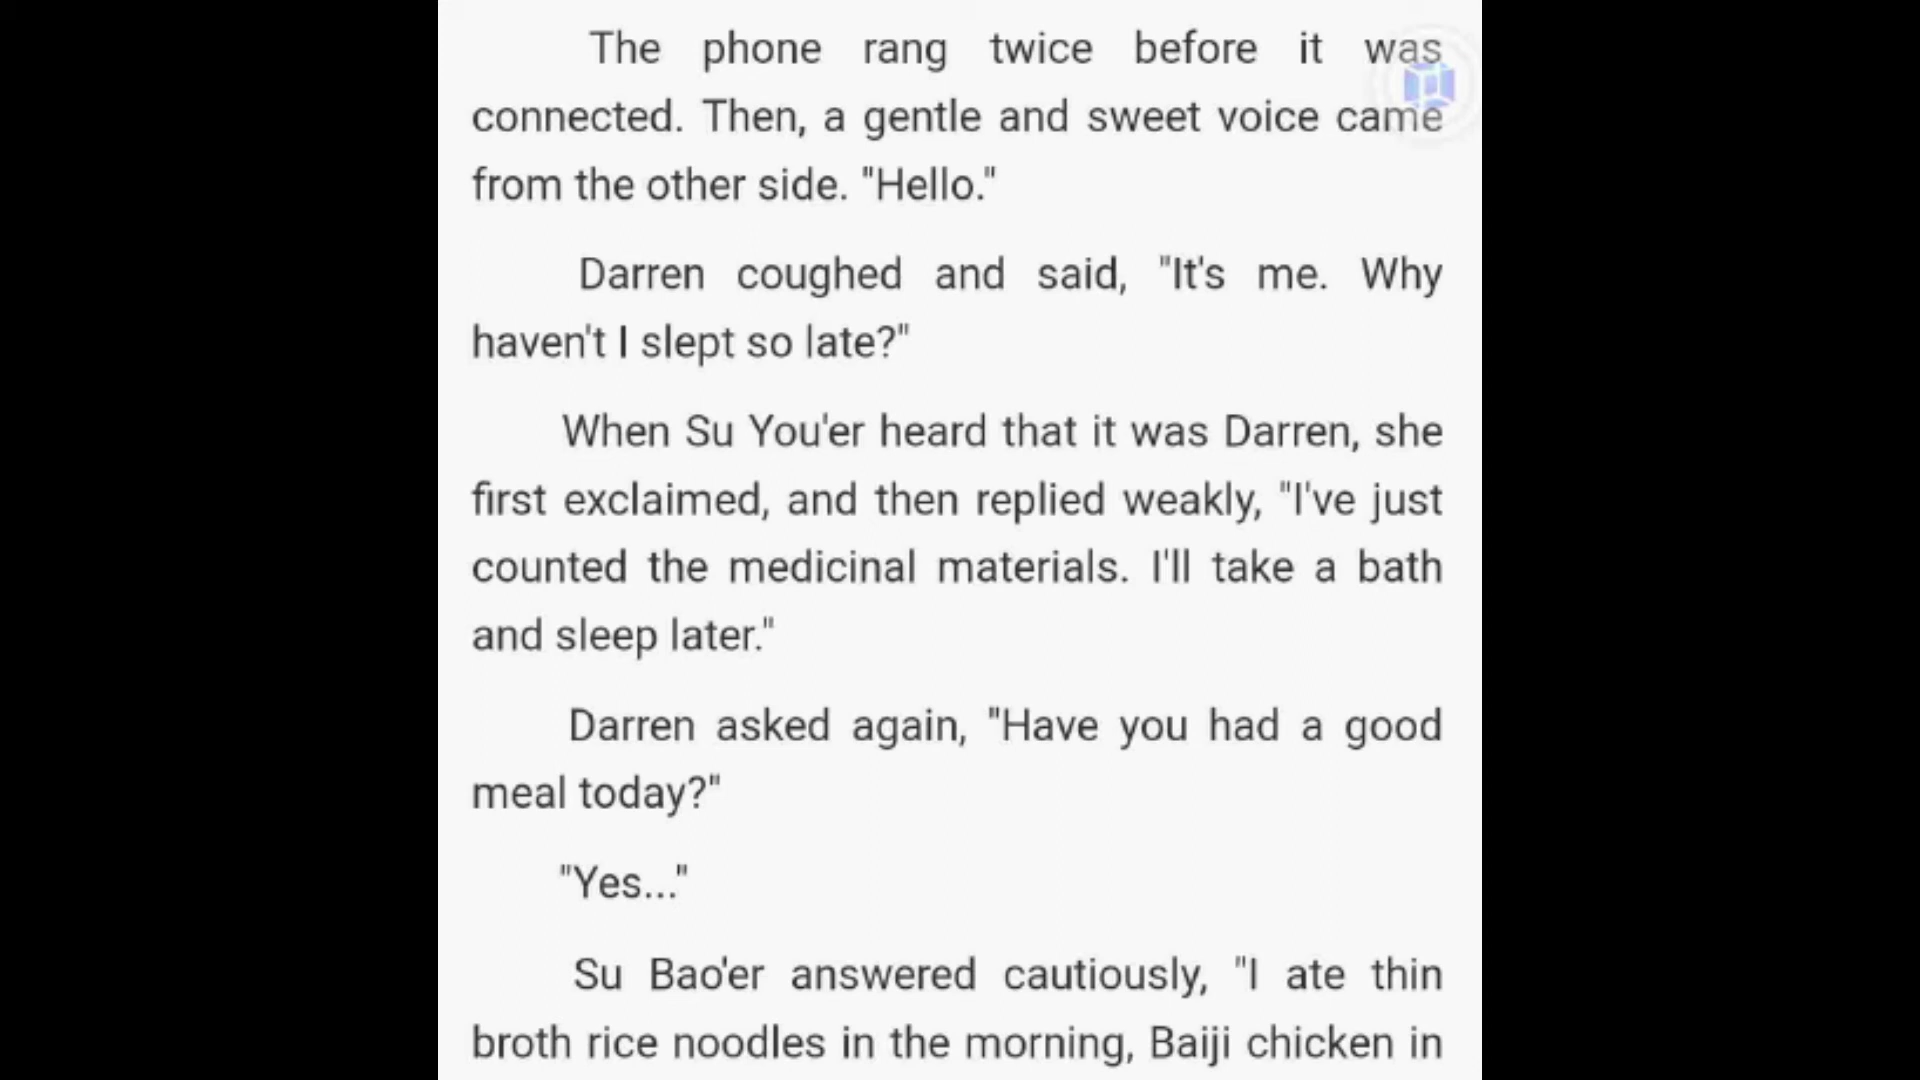 The phone rang twice before it was
connected. Then, a gentle and sweet voice came
from the other side. "Hello."
Darren coughed and said, "It's me. Why
haven't I slept so late?"
When Su You'er heard that it was Darren, she
first exclaimed, and then replied weakly, "I've just
counted the medicinal materials. I'll take a bath
and sleep later."
Darren asked again, "Have you had a good
meal today?"
"Yes..."
Su Bao'er answered cautiously, "I ate thin
broth rice noodles in the morning, Baiji chicken in